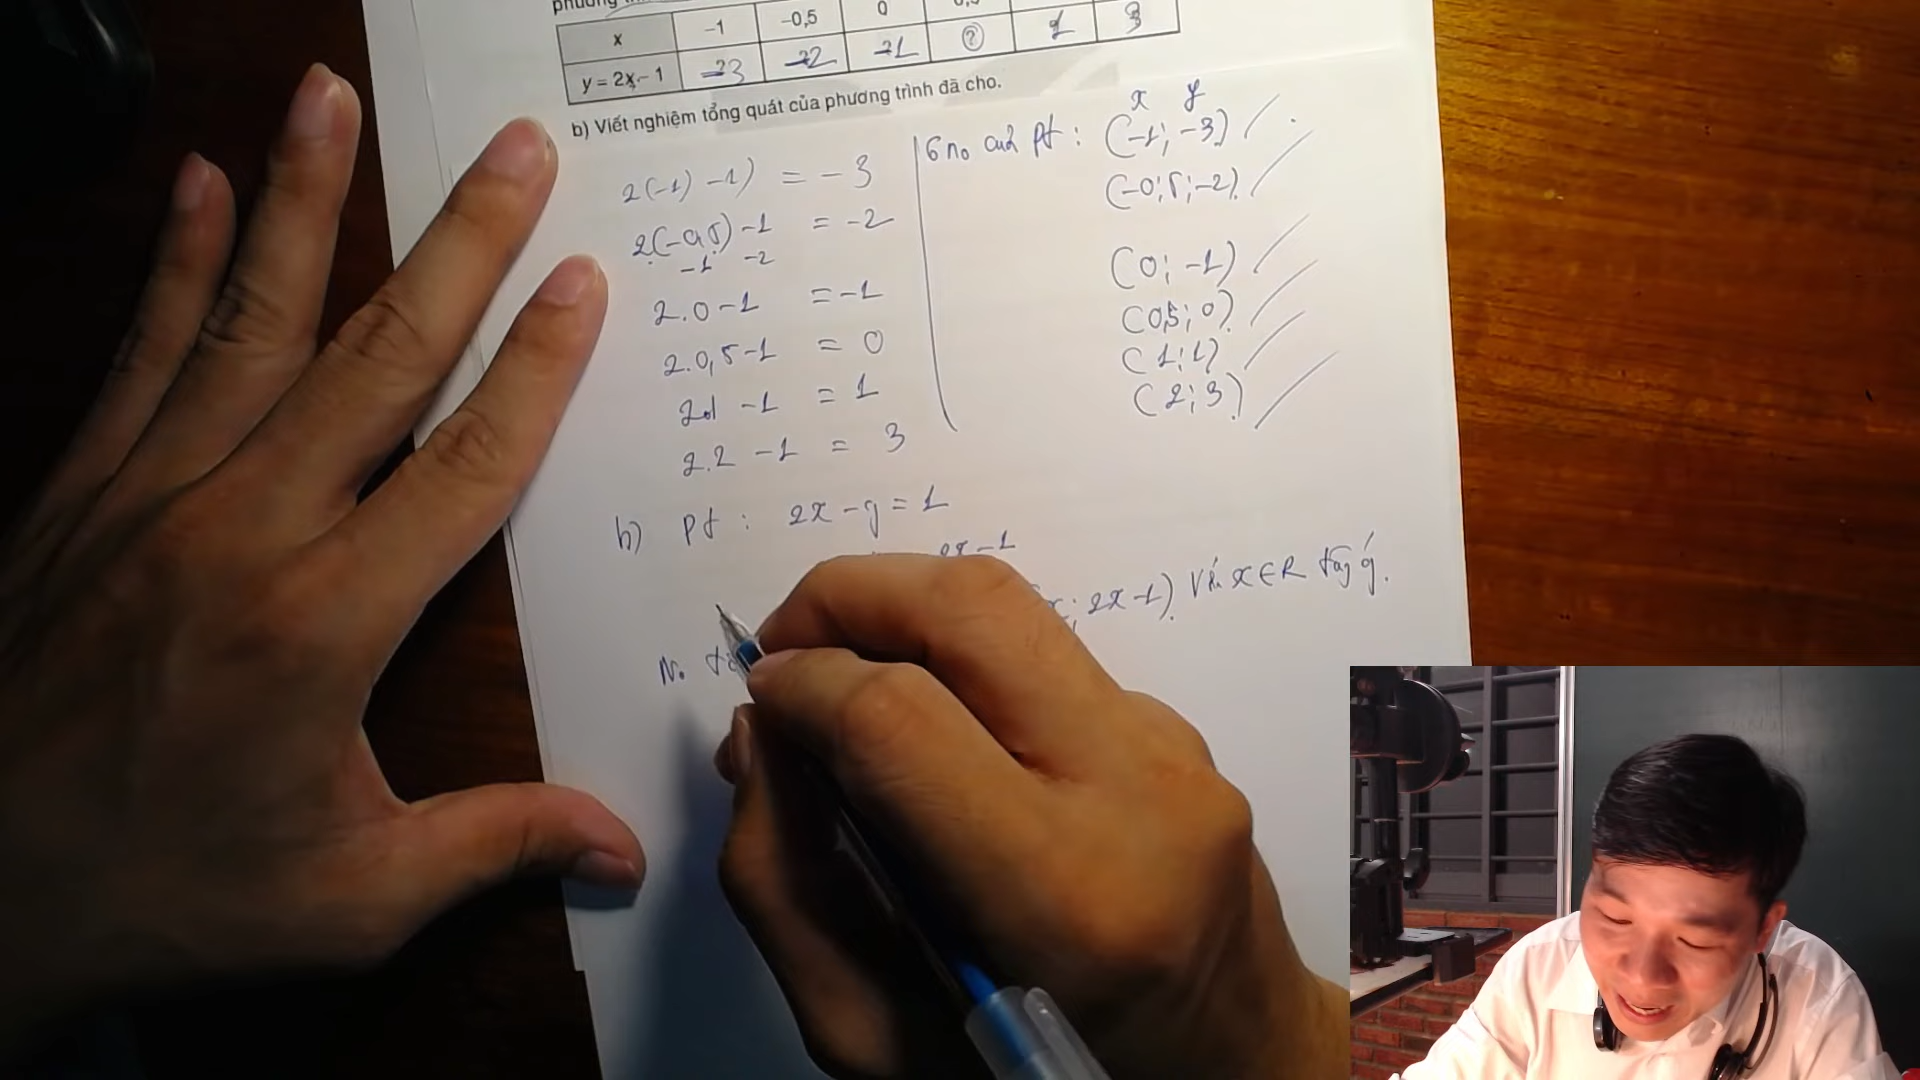 x -1 -0,5 0
y = 2x - 1 -3 -2 -1 ? 1 3
b) Viết nghiệm tổng quát của phương trình đã cho.
2(-1) -1) = -3
2(-0,5) -1 = -2
-1 -2
2.0 -1 = -1
2.0,5 -1 = 0
2.1 -1 = 1
2.2 -1 = 3
x y
6 no của pt : (-1; -3)
(-0,5; -2).
(0; -1)
(0,5; 0).
(1; 1)
(2; 3)
b) pt : 2x - y = 1
2x - 1
; 2x - 1) Với x ∈ R tùy ý.
No